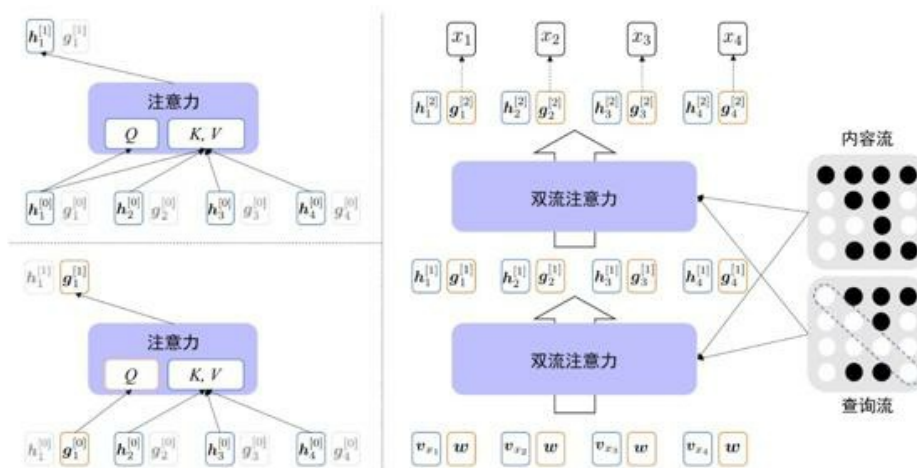 h₁^[1] g₁^[1]
注意力
Q K, V
h₁^[0] g₁^[0] h₂^[0] g₂^[0] h₃^[0] g₃^[0] h₄^[0] g₄^[0]
h₁^[1] g₁^[1]
注意力
Q K, V
h₁^[0] g₁^[0] h₂^[0] g₂^[0] h₃^[0] g₃^[0] h₄^[0] g₄^[0]
x₁ x₂ x₃ x₄
h₁^[2] g₁^[2] h₂^[2] g₂^[2] h₃^[2] g₃^[2] h₄^[2] g₄^[2]
双流注意力
h₁^[1] g₁^[1] h₂^[1] g₂^[1] h₃^[1] g₃^[1] h₄^[1] g₄^[1]
双流注意力
v_x₁ w v_x₂ w v_x₃ w v_x₄ w
内容流
查询流